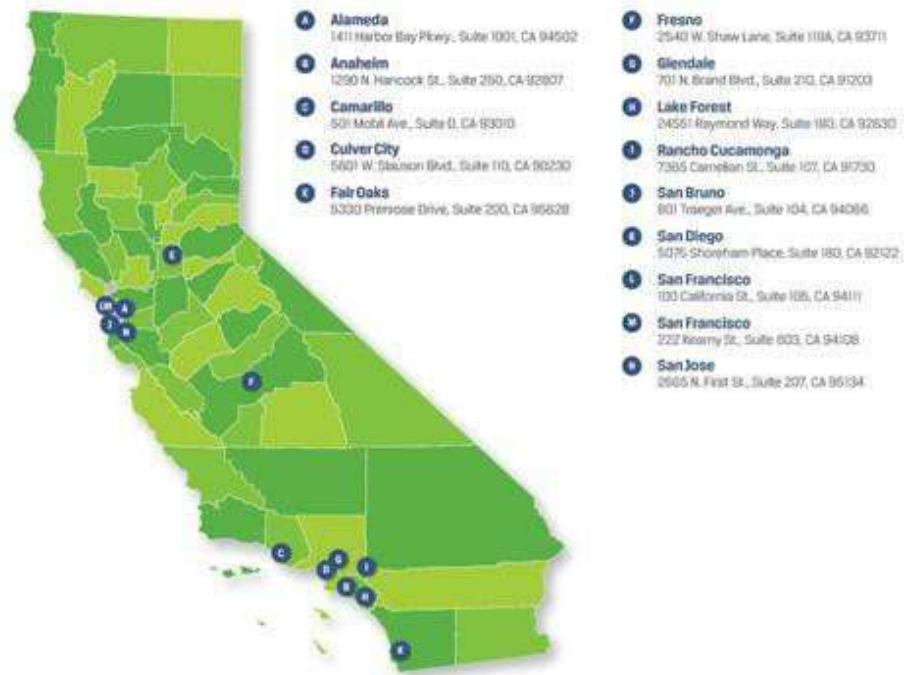 A Alameda
1411 Harbor Bay Pkwy., Suite 1001, CA 94502
B Anaheim
1290 N. Hancock St., Suite 250, CA 92807
C Camarillo
501 Mobil Ave., Suite D, CA 93010
D Culver City
5601 W. Slauson Blvd., Suite 110, CA 90230
E Fair Oaks
5330 Primrose Drive, Suite 200, CA 95628
F Fresno
2540 W. Shaw Lane, Suite 118A, CA 93711
G Glendale
701 N. Brand Blvd., Suite 210, CA 91203
H Lake Forest
24551 Raymond Way, Suite 180, CA 92630
I Rancho Cucamonga
7365 Carnelian St., Suite 107, CA 91730
J San Bruno
801 Traeger Ave., Suite 104, CA 94066
K San Diego
5075 Shoreham Place, Suite 180, CA 92122
L San Francisco
100 California St., Suite 105, CA 94111
M San Francisco
222 Kearny St., Suite 603, CA 94108
N San Jose
2665 N. First St., Suite 207, CA 95134
E
LM A
J N
F
C
G
D I
B
H
K